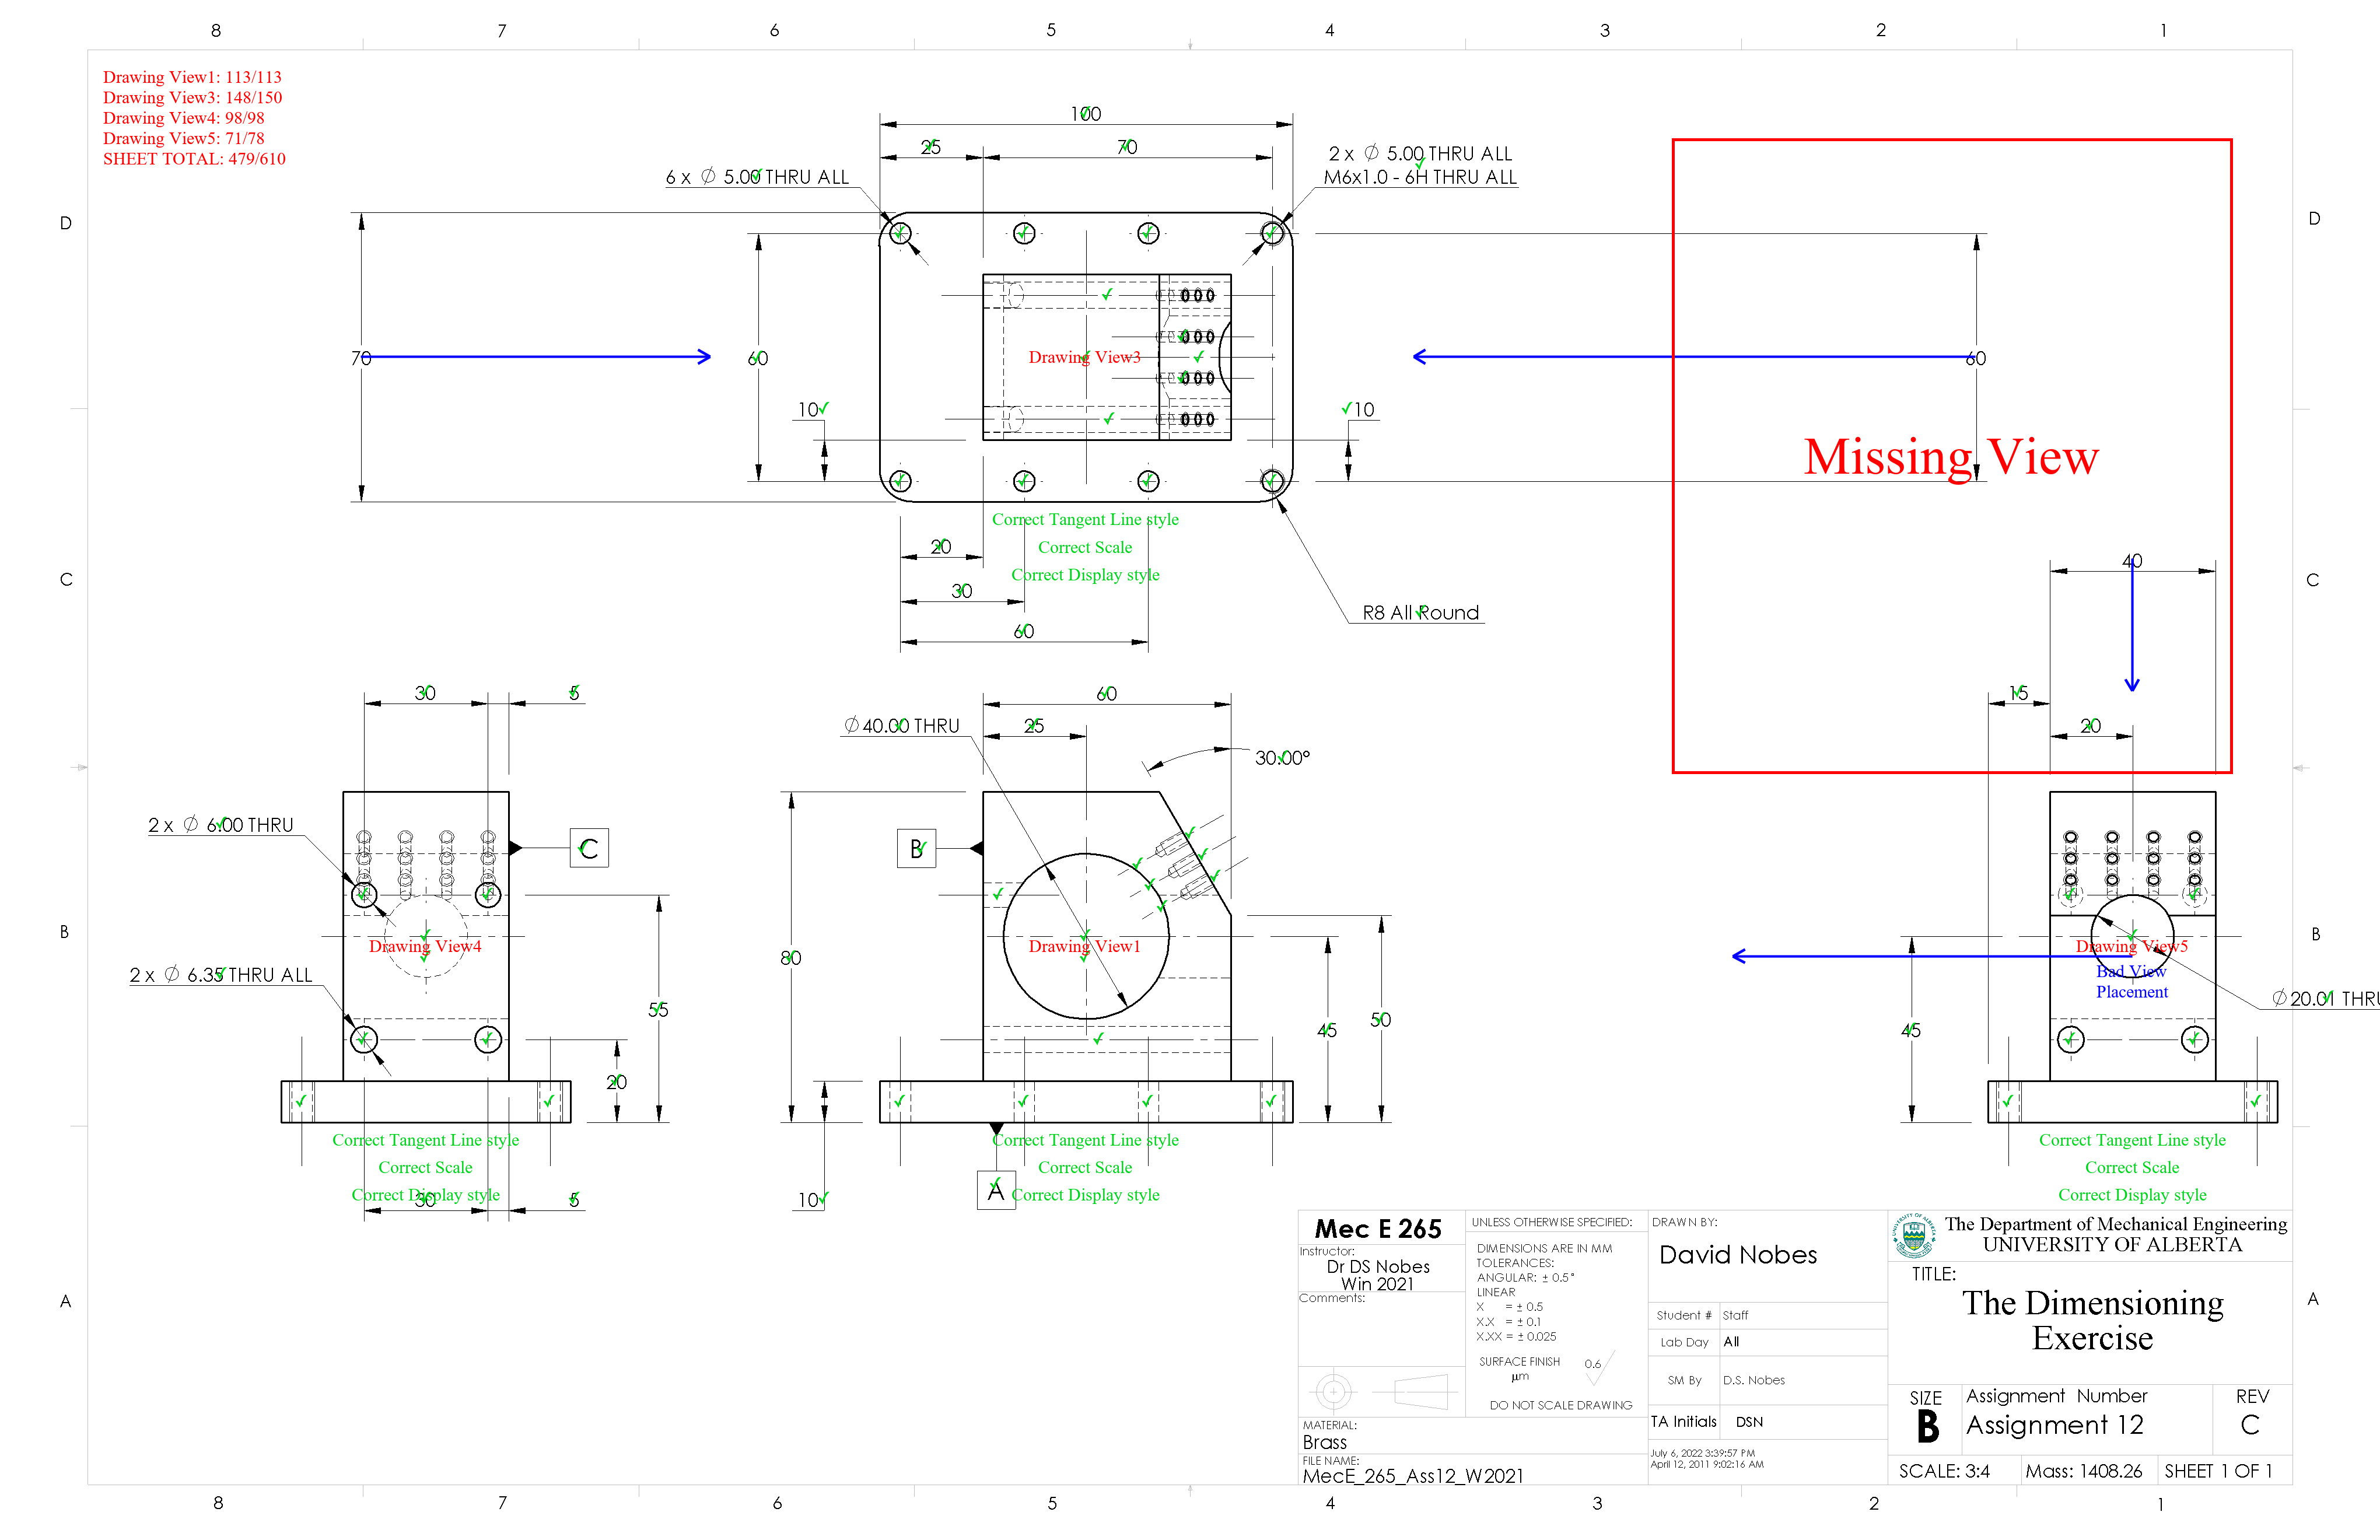 8 7 6 5 4 3 2 1
Drawing View1: 113/113
Drawing View3: 148/150
Drawing View4: 98/98
Drawing View5: 71/78
SHEET TOTAL: 479/610
100
25 70
6 x ∅ 5.00 THRU ALL
2 x ∅ 5.00 THRU ALL
M6x1.0 - 6H THRU ALL
D D
70 60 Drawing View3 60
10 10
Missing View
Correct Tangent Line style
20 Correct Scale
Correct Display style
30
60
R8 All Round
40
C C
30 5
60
15
∅40.00 THRU 25
20
30.00°
2 x ∅ 6.00 THRU
C
B
B B
Drawing View4
Drawing View1
Drawing View5
Bad View
Placement
80
2 x ∅ 6.35 THRU ALL
∅20.01 THRU
55
45
50
45
20
Correct Tangent Line style
Correct Scale
Correct Display style
30 5
Correct Tangent Line style
Correct Scale
Correct Display style
A
10
Correct Tangent Line style
Correct Scale
Correct Display style
A A
Mec E 265
Instructor:
Dr DS Nobes
Win 2021
Comments:
UNLESS OTHERWISE SPECIFIED:
DIMENSIONS ARE IN MM
TOLERANCES:
ANGULAR: ± 0.5°
LINEAR
X = ± 0.5
X.X = ± 0.1
X.XX = ± 0.025
SURFACE FINISH 0.6
µm
DO NOT SCALE DRAWING
MATERIAL:
Brass
FILE NAME:
MecE_265_Ass12_W2021
DRAWN BY:
David Nobes
Student # Staff
Lab Day All
SM By D.S. Nobes
TA Initials DSN
July 6, 2022 3:39:57 PM
April 12, 2011 9:02:16 AM
The Department of Mechanical Engineering
UNIVERSITY OF ALBERTA
TITLE:
The Dimensioning
Exercise
SIZE
B
Assignment Number
Assignment 12
REV
C
SCALE: 3:4 Mass: 1408.26 SHEET 1 OF 1
8 7 6 5 4 3 2 1